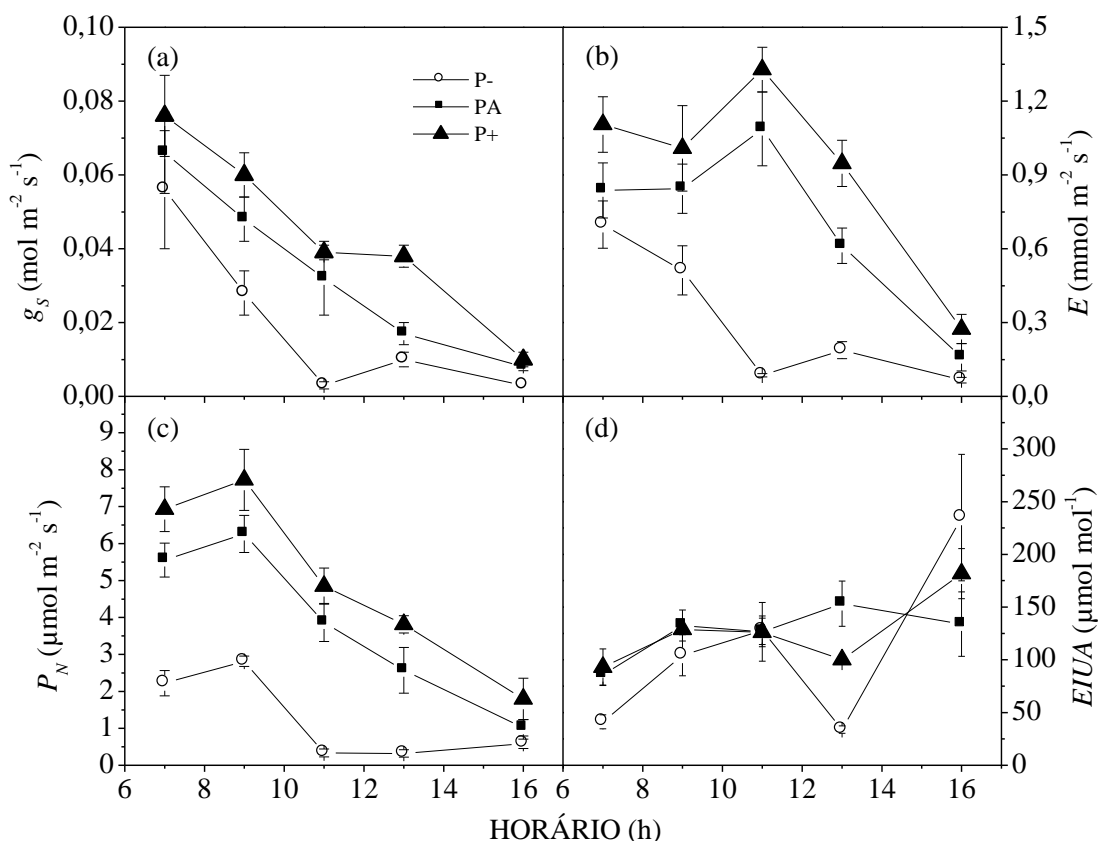 (a)
P-
PA
P+
0,10
0,08
0,06
0,04
0,02
0,00
g_S (mol m⁻² s⁻¹)
(b)
1,5
1,2
0,9
0,6
0,3
0,0
E (mmol m⁻² s⁻¹)
(c)
9
8
7
6
5
4
3
2
1
0
P_N (μmol m⁻² s⁻¹)
6 8 10 12 14 16
(d)
300
250
200
150
100
50
0
EIUA (μmol mol⁻¹)
6 8 10 12 14 16
HORÁRIO (h)